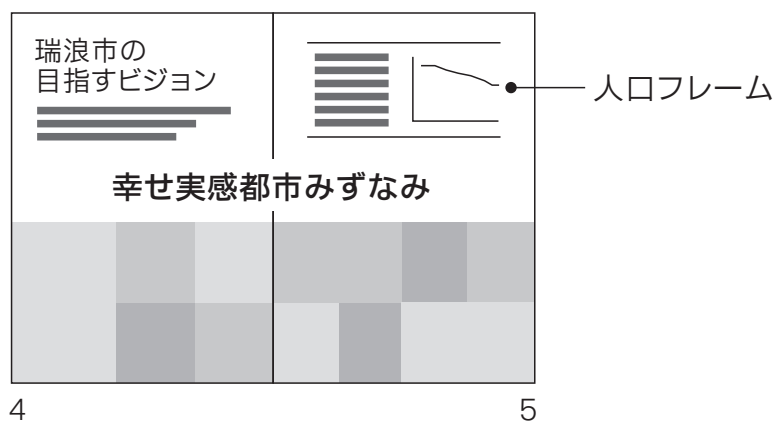 瑞浪市の
目指すビジョン
人口フレーム
幸せ実感都市みずなみ
4
5